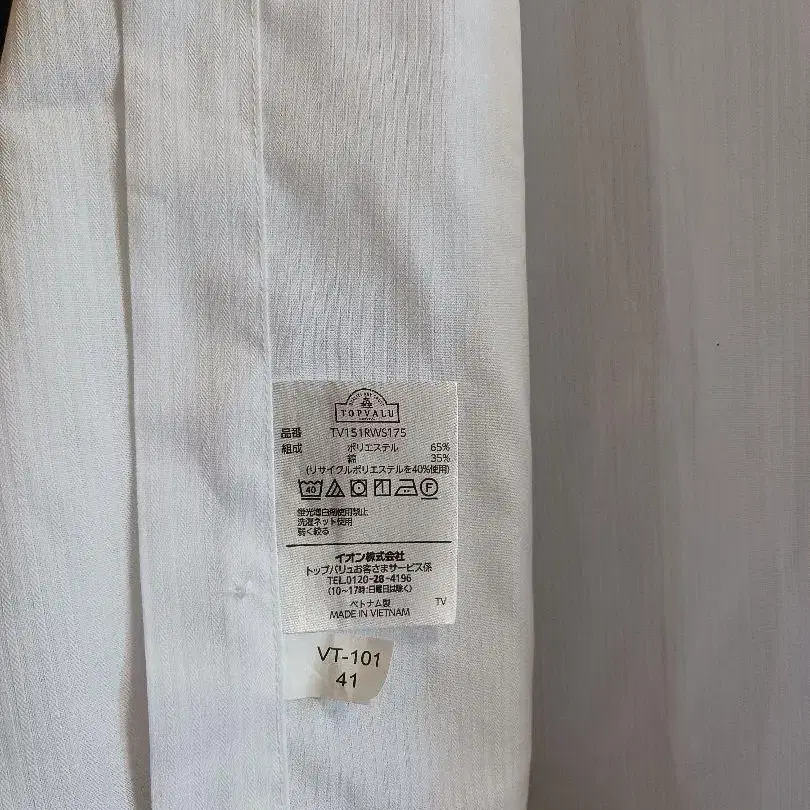 TOPVALU
品番 TV151RWS175
組成 ポリエステル 65%
綿 35%
(リサイクルポリエステルを40%使用)
40
F
蛍光増白剤使用禁止
洗濯ネット使用
弱く絞る
イオン株式会社
トップバリュお客さまサービス係
TEL.0120-28-4196
(10~17時:日曜日は除く)
ベトナム製 TV
MADE IN VIETNAM
VT-101
41